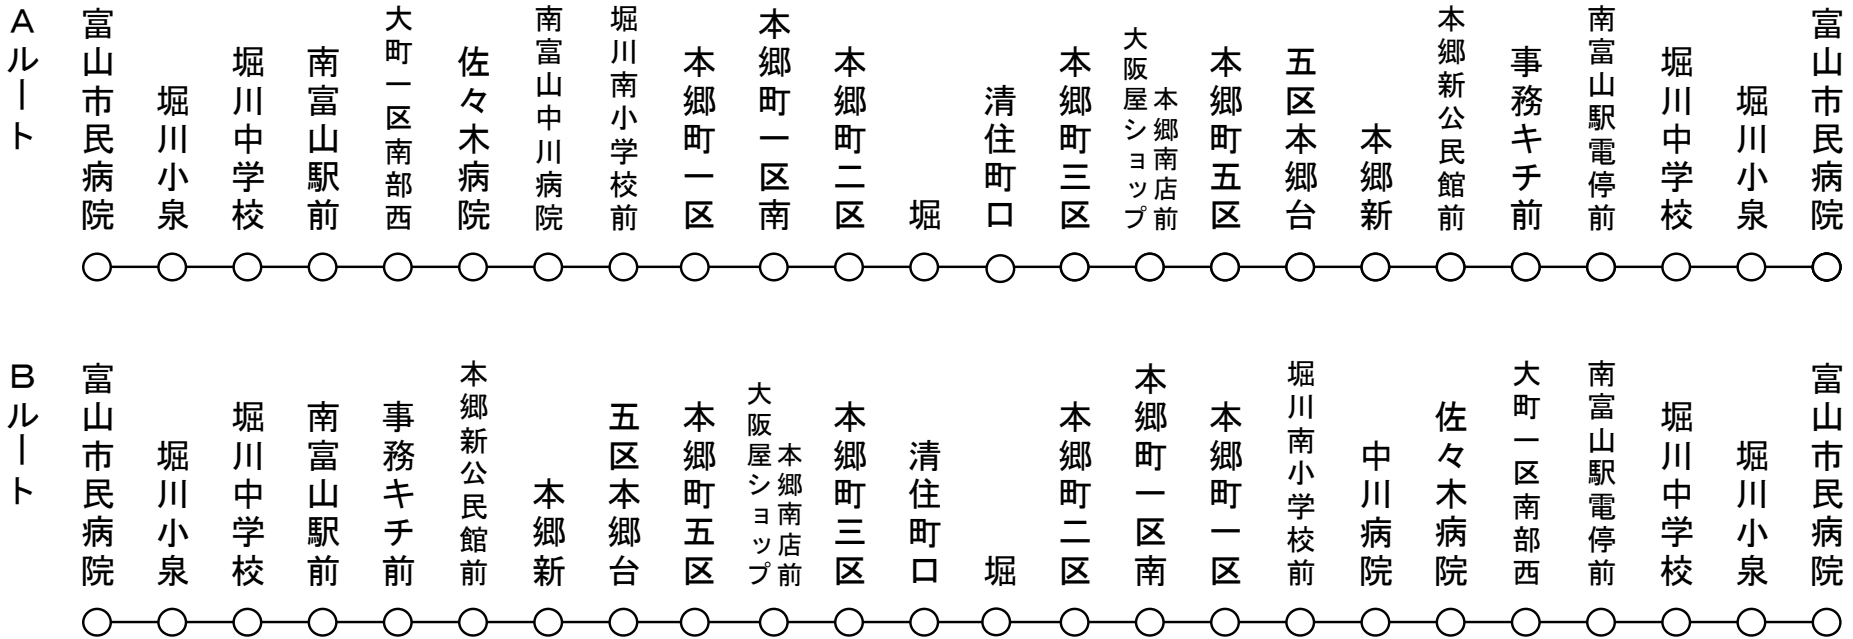 Aルート
富山市民病院
堀川小泉
堀川中学校
南富山駅前
大町一区南部西
佐々木病院
南富山中川病院
堀川南小学校前
本郷町一区
本郷町一区南
本郷町二区
堀
清住町口
本郷町三区
大阪屋ショップ
本郷南店前
本郷町五区
五区本郷台
本郷新
本郷新公民館前
事務キチ前
南富山駅電停前
堀川中学校
堀川小泉
富山市民病院
Bルート
富山市民病院
堀川小泉
堀川中学校
南富山駅前
事務キチ前
本郷新公民館前
本郷新
五区本郷台
本郷町五区
大阪屋ショップ
本郷南店前
本郷町三区
清住町口
堀
本郷町二区
本郷町一区南
本郷町一区
堀川南小学校前
中川病院
佐々木病院
大町一区南部西
南富山駅電停前
堀川中学校
堀川小泉
富山市民病院